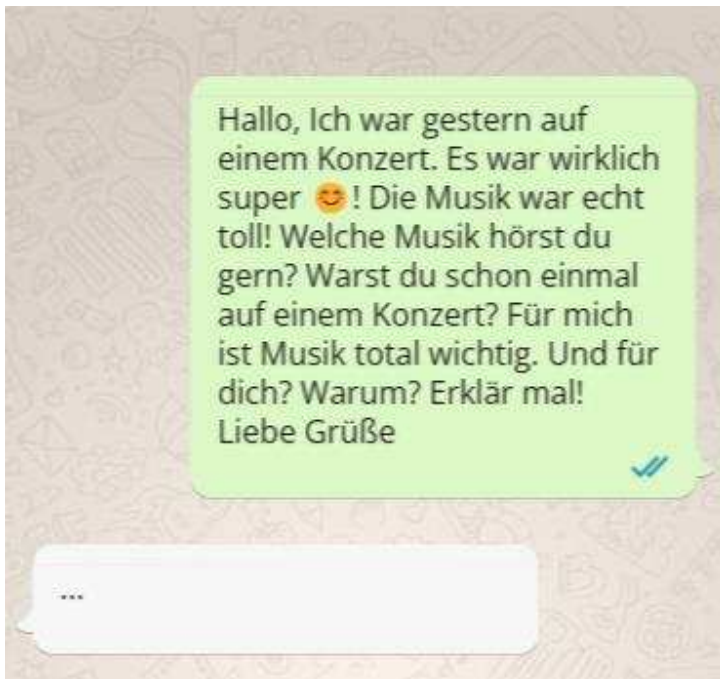 Hallo, Ich war gestern auf
einem Konzert. Es war wirklich
super 😊! Die Musik war echt
toll! Welche Musik hörst du
gern? Warst du schon einmal
auf einem Konzert? Für mich
ist Musik total wichtig. Und für
dich? Warum? Erklär mal!
Liebe Grüße
...